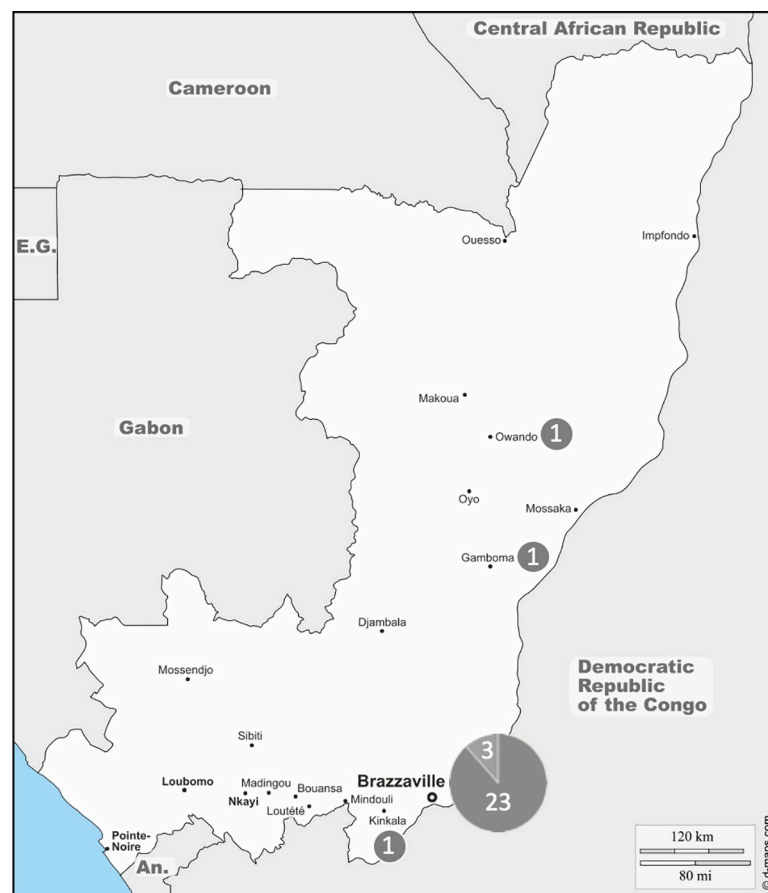 Central African Republic
Cameroon
E.G.
Ouesso
Impfondo
Makoua
Gabon
Owando
1
Oyo
Mossaka
Gamboma
1
Djambala
Mossendjo
Democratic
Republic
of the Congo
Sibiti
3
23
Brazzaville
Loubomo
Nkayi
Madingou
Bouansa
Loutété
Mindouli
Kinkala
1
Pointe-
Noire
An.
120 km
80 mi
© d-maps.com